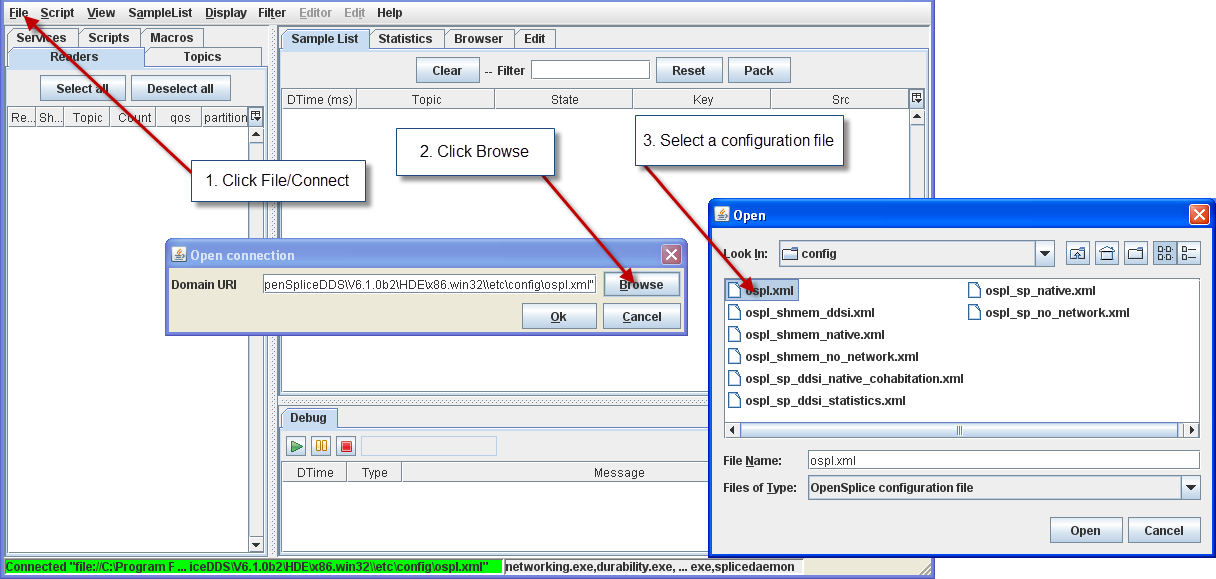 File Script View SampleList Display Filter Editor Edit Help
Services Scripts Macros
Readers Topics
Select all Deselect all
Re... Sh... Topic Count qos partition
Sample List Statistics Browser Edit
Clear -- Filter Reset Pack
DTime (ms) Topic State Key Src
1. Click File/Connect
2. Click Browse
3. Select a configuration file
Open connection
Domain URI penSpliceDDS\V6.1.0b2\HDE\x86.win32\\etc\config\ospl.xml" Browse
Ok Cancel
Open
Look In: config
ospl.xml
ospl_shmem_ddsi.xml
ospl_shmem_native.xml
ospl_shmem_no_network.xml
ospl_sp_ddsi_native_cohabitation.xml
ospl_sp_ddsi_statistics.xml
ospl_sp_native.xml
ospl_sp_no_network.xml
File Name: ospl.xml
Files of Type: OpenSplice configuration file
Open Cancel
Debug
DTime Type Message
Connected "file://C:\Program F ... iceDDS\V6.1.0b2\HDE\x86.win32\\etc\config\ospl.xml" networking.exe,durability.exe, ... exe,splicedaemon